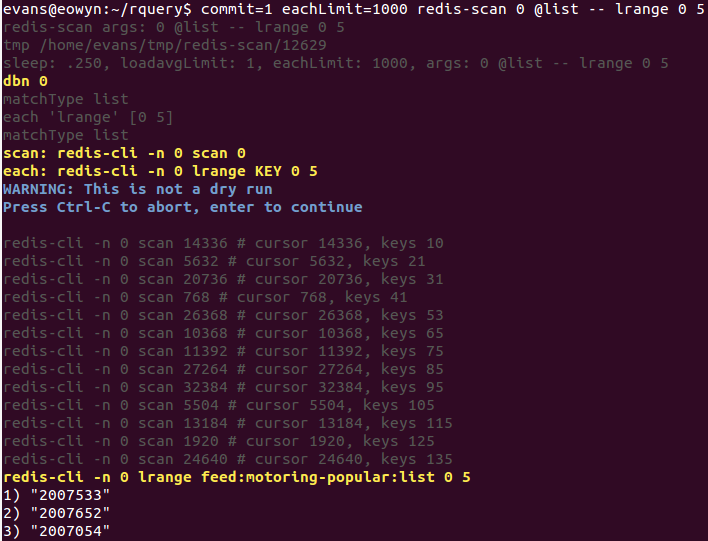 evans@eowyn:~/rquery$ commit=1 eachLimit=1000 redis-scan 0 @list -- lrange 0 5
redis-scan args: 0 @list -- lrange 0 5
tmp /home/evans/tmp/redis-scan/12629
sleep: .250, loadavgLimit: 1, eachLimit: 1000, args: 0 @list -- lrange 0 5
dbn 0
matchType list
each 'lrange' [0 5]
matchType list
scan: redis-cli -n 0 scan 0
each: redis-cli -n 0 lrange KEY 0 5
WARNING: This is not a dry run
Press Ctrl-C to abort, enter to continue
redis-cli -n 0 scan 14336 # cursor 14336, keys 10
redis-cli -n 0 scan 5632 # cursor 5632, keys 21
redis-cli -n 0 scan 20736 # cursor 20736, keys 31
redis-cli -n 0 scan 768 # cursor 768, keys 41
redis-cli -n 0 scan 26368 # cursor 26368, keys 53
redis-cli -n 0 scan 10368 # cursor 10368, keys 65
redis-cli -n 0 scan 11392 # cursor 11392, keys 75
redis-cli -n 0 scan 27264 # cursor 27264, keys 85
redis-cli -n 0 scan 32384 # cursor 32384, keys 95
redis-cli -n 0 scan 5504 # cursor 5504, keys 105
redis-cli -n 0 scan 13184 # cursor 13184, keys 115
redis-cli -n 0 scan 1920 # cursor 1920, keys 125
redis-cli -n 0 scan 24640 # cursor 24640, keys 135
redis-cli -n 0 lrange feed:motoring-popular:list 0 5
1) "2007533"
2) "2007652"
3) "2007054"